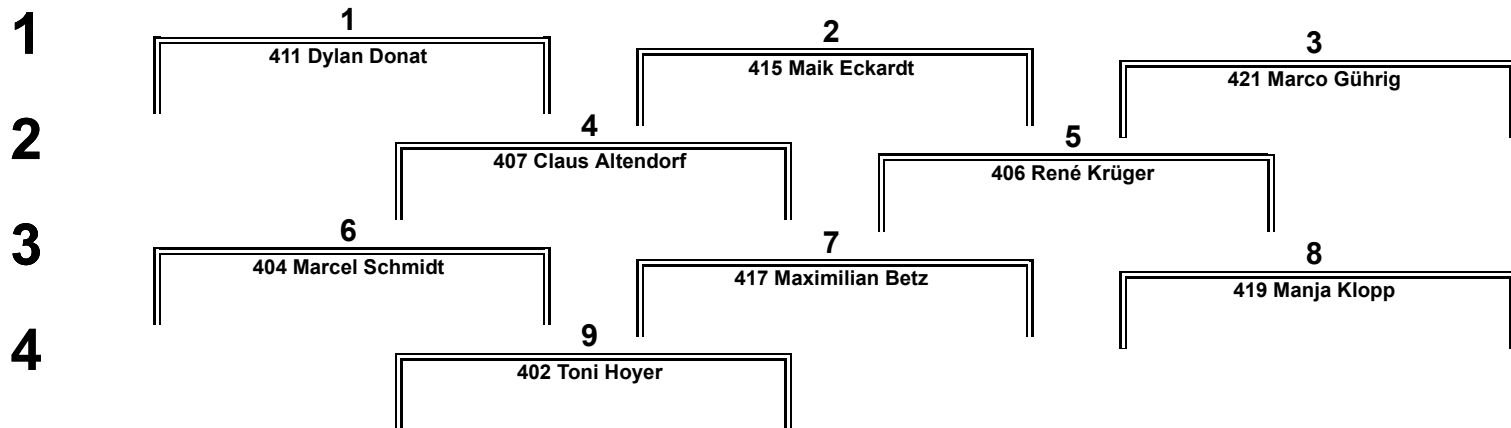 1
1
411 Dylan Donat
2
415 Maik Eckardt
3
421 Marco Gührig
2
4
407 Claus Altendorf
5
406 René Krüger
3
6
404 Marcel Schmidt
7
417 Maximilian Betz
8
419 Manja Klopp
4
9
402 Toni Hoyer